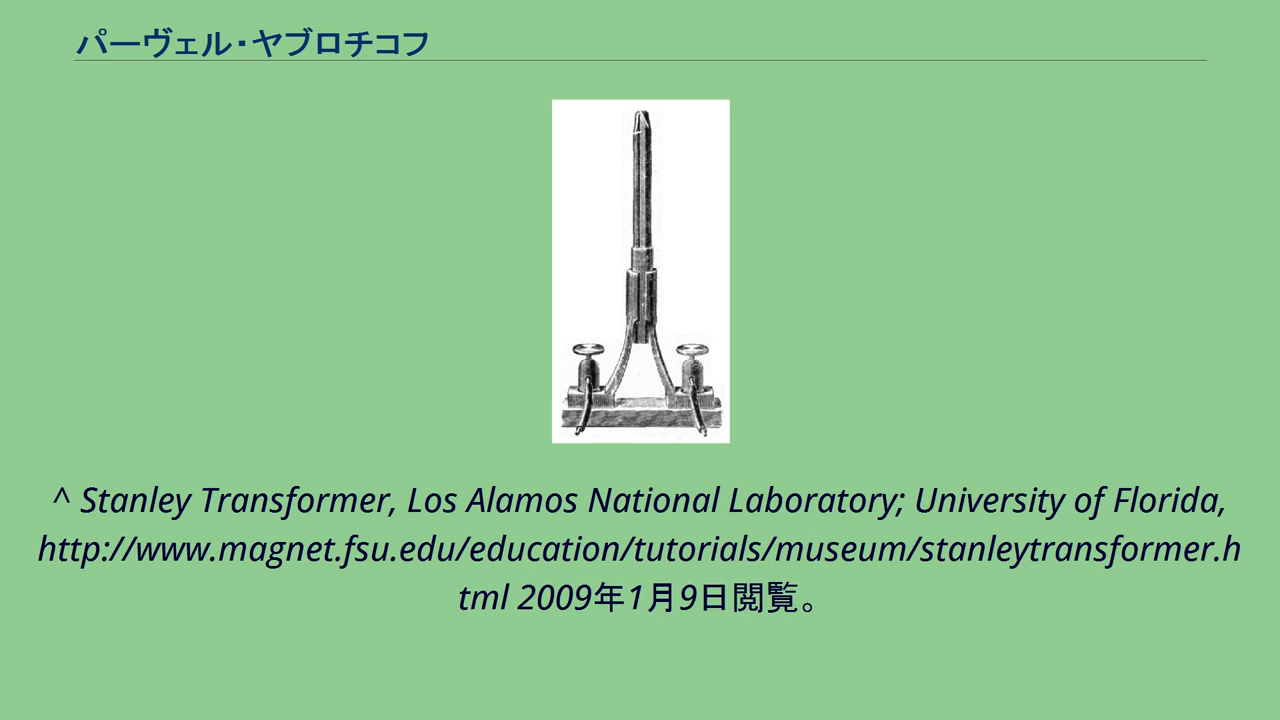 パーヴェル・ヤブロチコフ
^ Stanley Transformer, Los Alamos National Laboratory; University of Florida,
http://www.magnet.fsu.edu/education/tutorials/museum/stanleytransformer.h
tml 2009年1月9日閲覧。